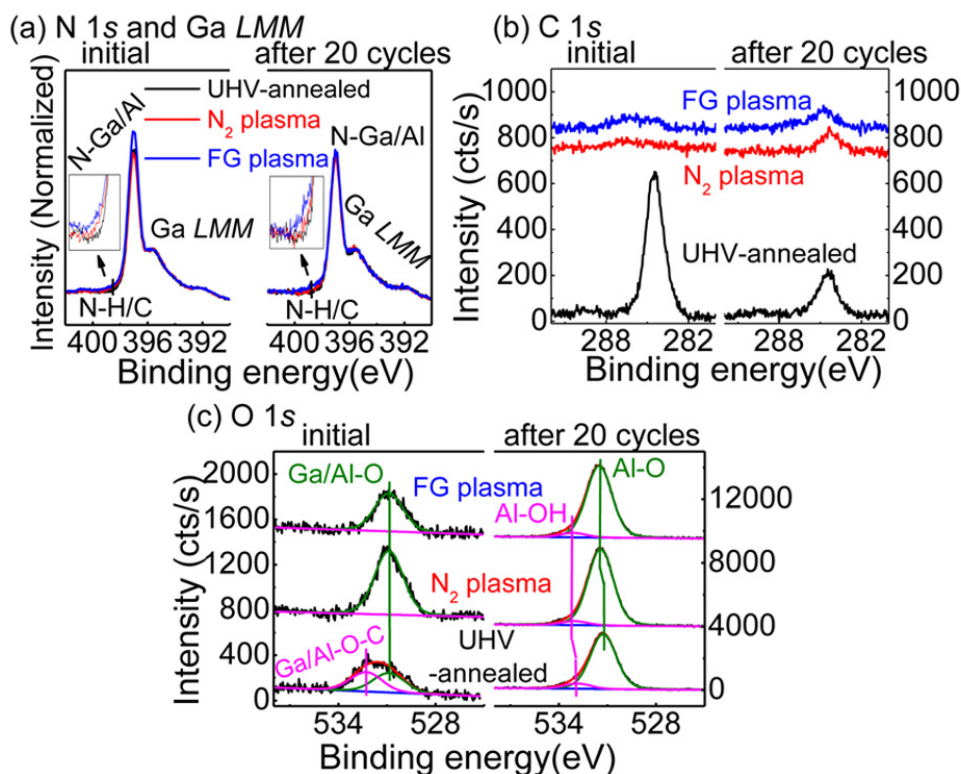 (a) N 1s and Ga LMM
initial
after 20 cycles
UHV-annealed
N2 plasma
FG plasma
N-Ga/Al
N-Ga/Al
Ga LMM
Ga LMM
N-H/C
N-H/C
Intensity (Normalized)
400 396 392
400 396 392
Binding energy(eV)
(b) C 1s
initial
after 20 cycles
1000
800
600
400
200
0
1000
800
600
400
200
0
Intensity (cts/s)
FG plasma
N2 plasma
UHV-annealed
288 282
288 282
Binding energy(eV)
(c) O 1s
initial
after 20 cycles
2000
1600
1200
800
400
0
Intensity (cts/s)
Ga/Al-O
FG plasma
Al-OH
Al-O
12000
8000
4000
0
N2 plasma
Ga/Al-O-C
UHV
-annealed
534 528
534 528
Binding energy(eV)